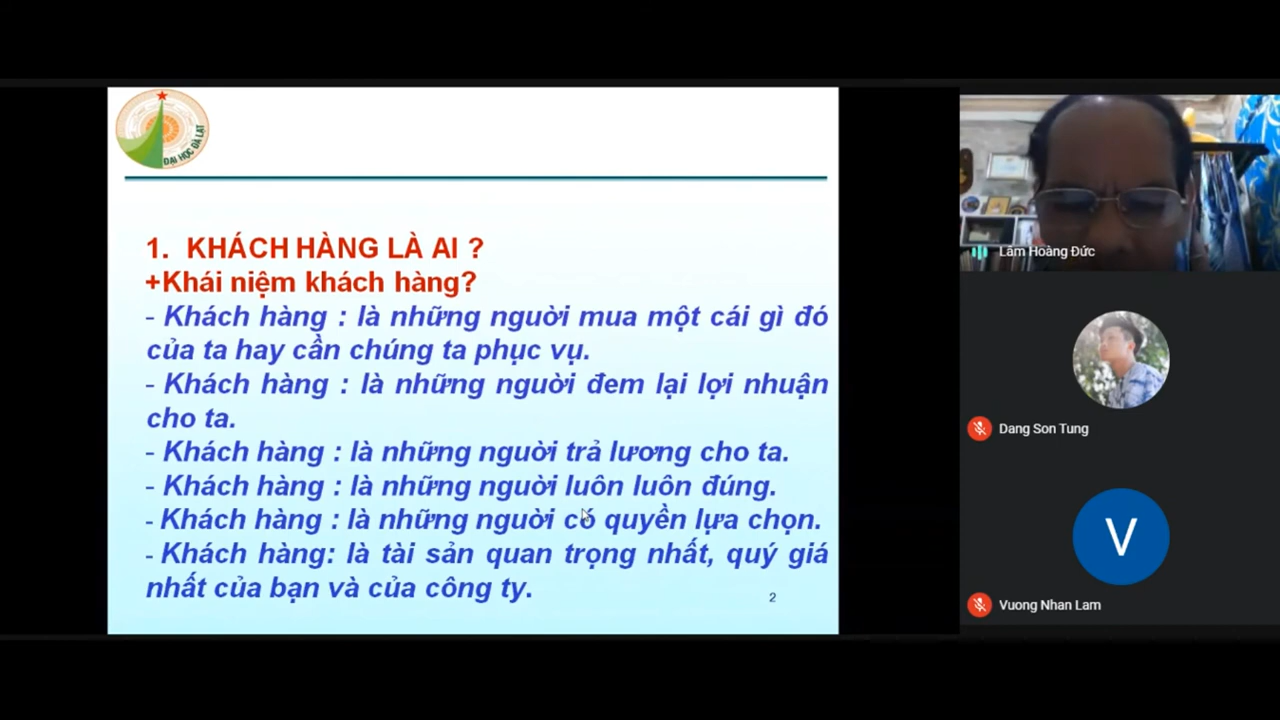 ĐẠI HỌC ĐÀ LẠT
1. KHÁCH HÀNG LÀ AI ?
+Khái niệm khách hàng?
- Khách hàng : là những người mua một cái gì đó
của ta hay cần chúng ta phục vụ.
- Khách hàng : là những người đem lại lợi nhuận
cho ta.
- Khách hàng : là những người trả lương cho ta.
- Khách hàng : là những người luôn luôn đúng.
- Khách hàng : là những người có quyền lựa chọn.
- Khách hàng: là tài sản quan trọng nhất, quý giá
nhất của bạn và của công ty.
2
Lâm Hoàng Đức
Dang Son Tung
V
Vuong Nhan Lam